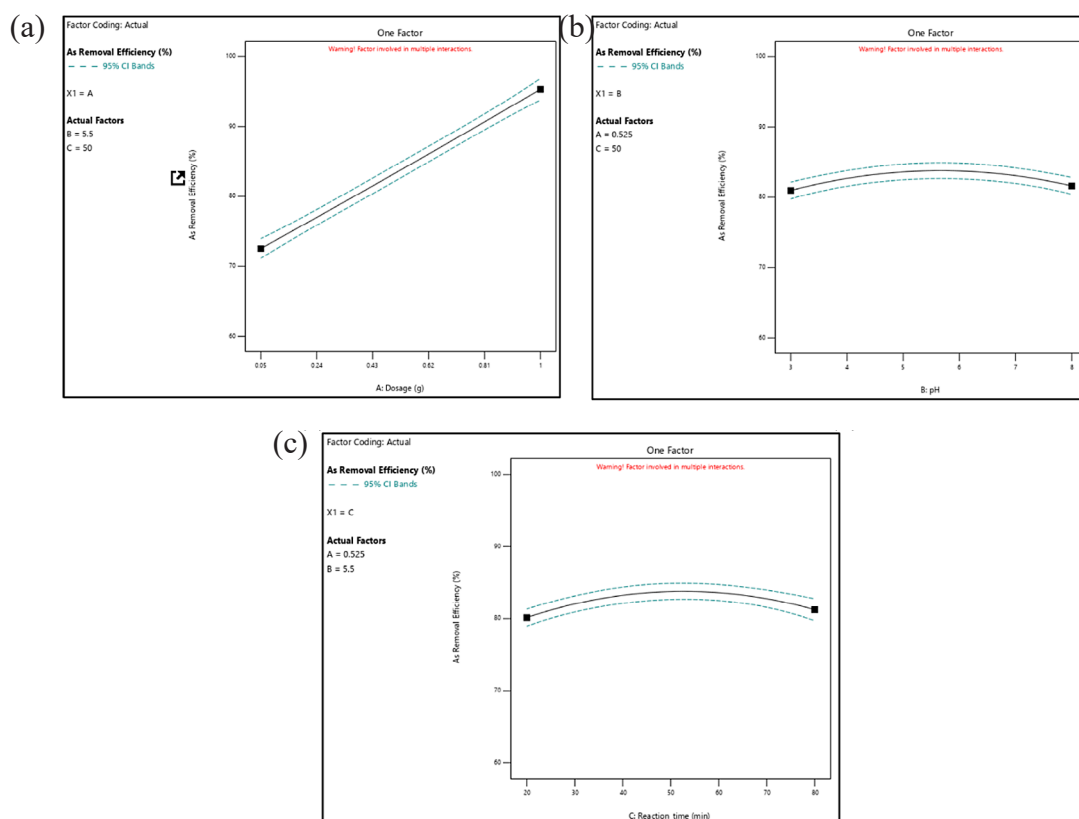 (a)
Factor Coding: Actual
As Removal Efficiency (%)
95% CI Bands
X1 = A
Actual Factors
B = 5.5
C = 50
One Factor
Warning! Factor involved in multiple interactions.
As Removal Efficiency (%)
100
90
80
70
60
0.05 0.24 0.43 0.62 0.81 1
A: Dosage (g)
(b)
Factor Coding: Actual
As Removal Efficiency (%)
95% CI Bands
X1 = B
Actual Factors
A = 0.525
C = 50
One Factor
Warning! Factor involved in multiple interactions.
As Removal Efficiency (%)
100
90
80
70
60
3 4 5 6 7 8
B: pH
(c)
Factor Coding: Actual
As Removal Efficiency (%)
95% CI Bands
X1 = C
Actual Factors
A = 0.525
B = 5.5
One Factor
Warning! Factor involved in multiple interactions.
As Removal Efficiency (%)
100
90
80
70
60
20 30 40 50 60 70 80
C: Reaction time (min)